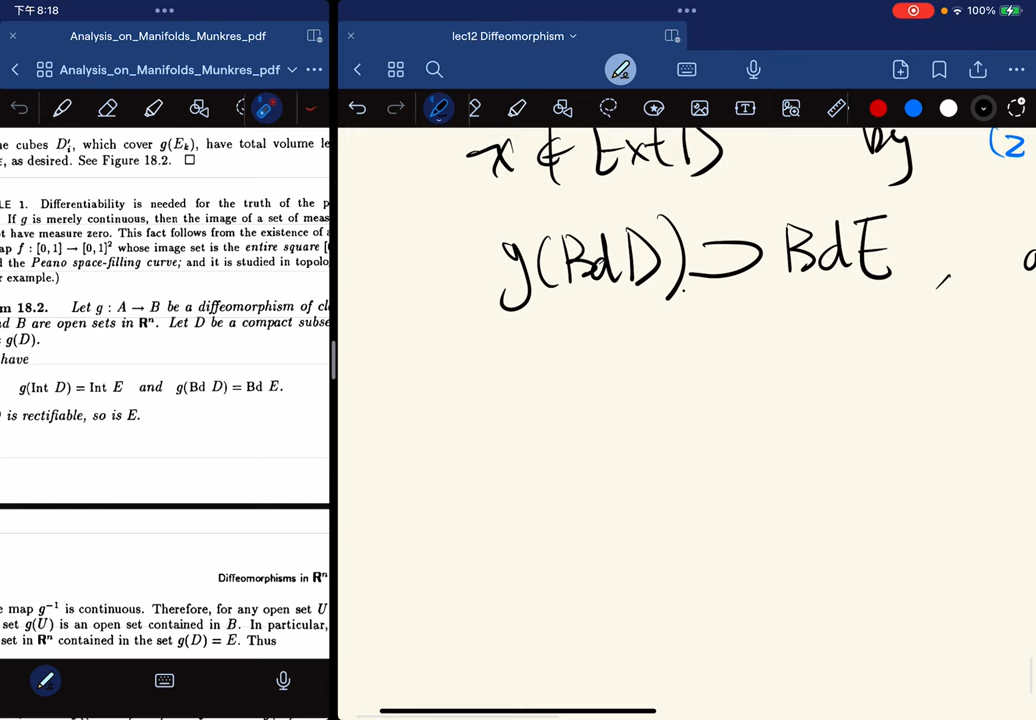 下午8:18
100%
Analysis_on_Manifolds_Munkres_pdf
lec12 Diffeomorphism
Analysis_on_Manifolds_Munkres_pdf
ne cubes D′ᵢ, which cover g(Eₖ), have total volume le
ε, as desired. See Figure 18.2. □
LE 1. Differentiability is needed for the truth of the p
If g is merely continuous, then the image of a set of meas
t have measure zero. This fact follows from the existence of a
ap f : [0,1] → [0,1]² whose image set is the entire square [
d the Peano space-filling curve; and it is studied in topolo
r example.)
m 18.2. Let g : A → B be a diffeomorphism of cl
nd B are open sets in Rⁿ. Let D be a compact subse
= g(D).
have
g(Int D) = Int E and g(Bd D) = Bd E.
D is rectifiable, so is E.
Diffeomorphisms in Rⁿ
e map g⁻¹ is continuous. Therefore, for any open set U
set g(U) is an open set contained in B. In particular,
set in Rⁿ contained in the set g(D) = E. Thus
x ∉ Ext D by (2
g(BdD) ⊃ BdE ,